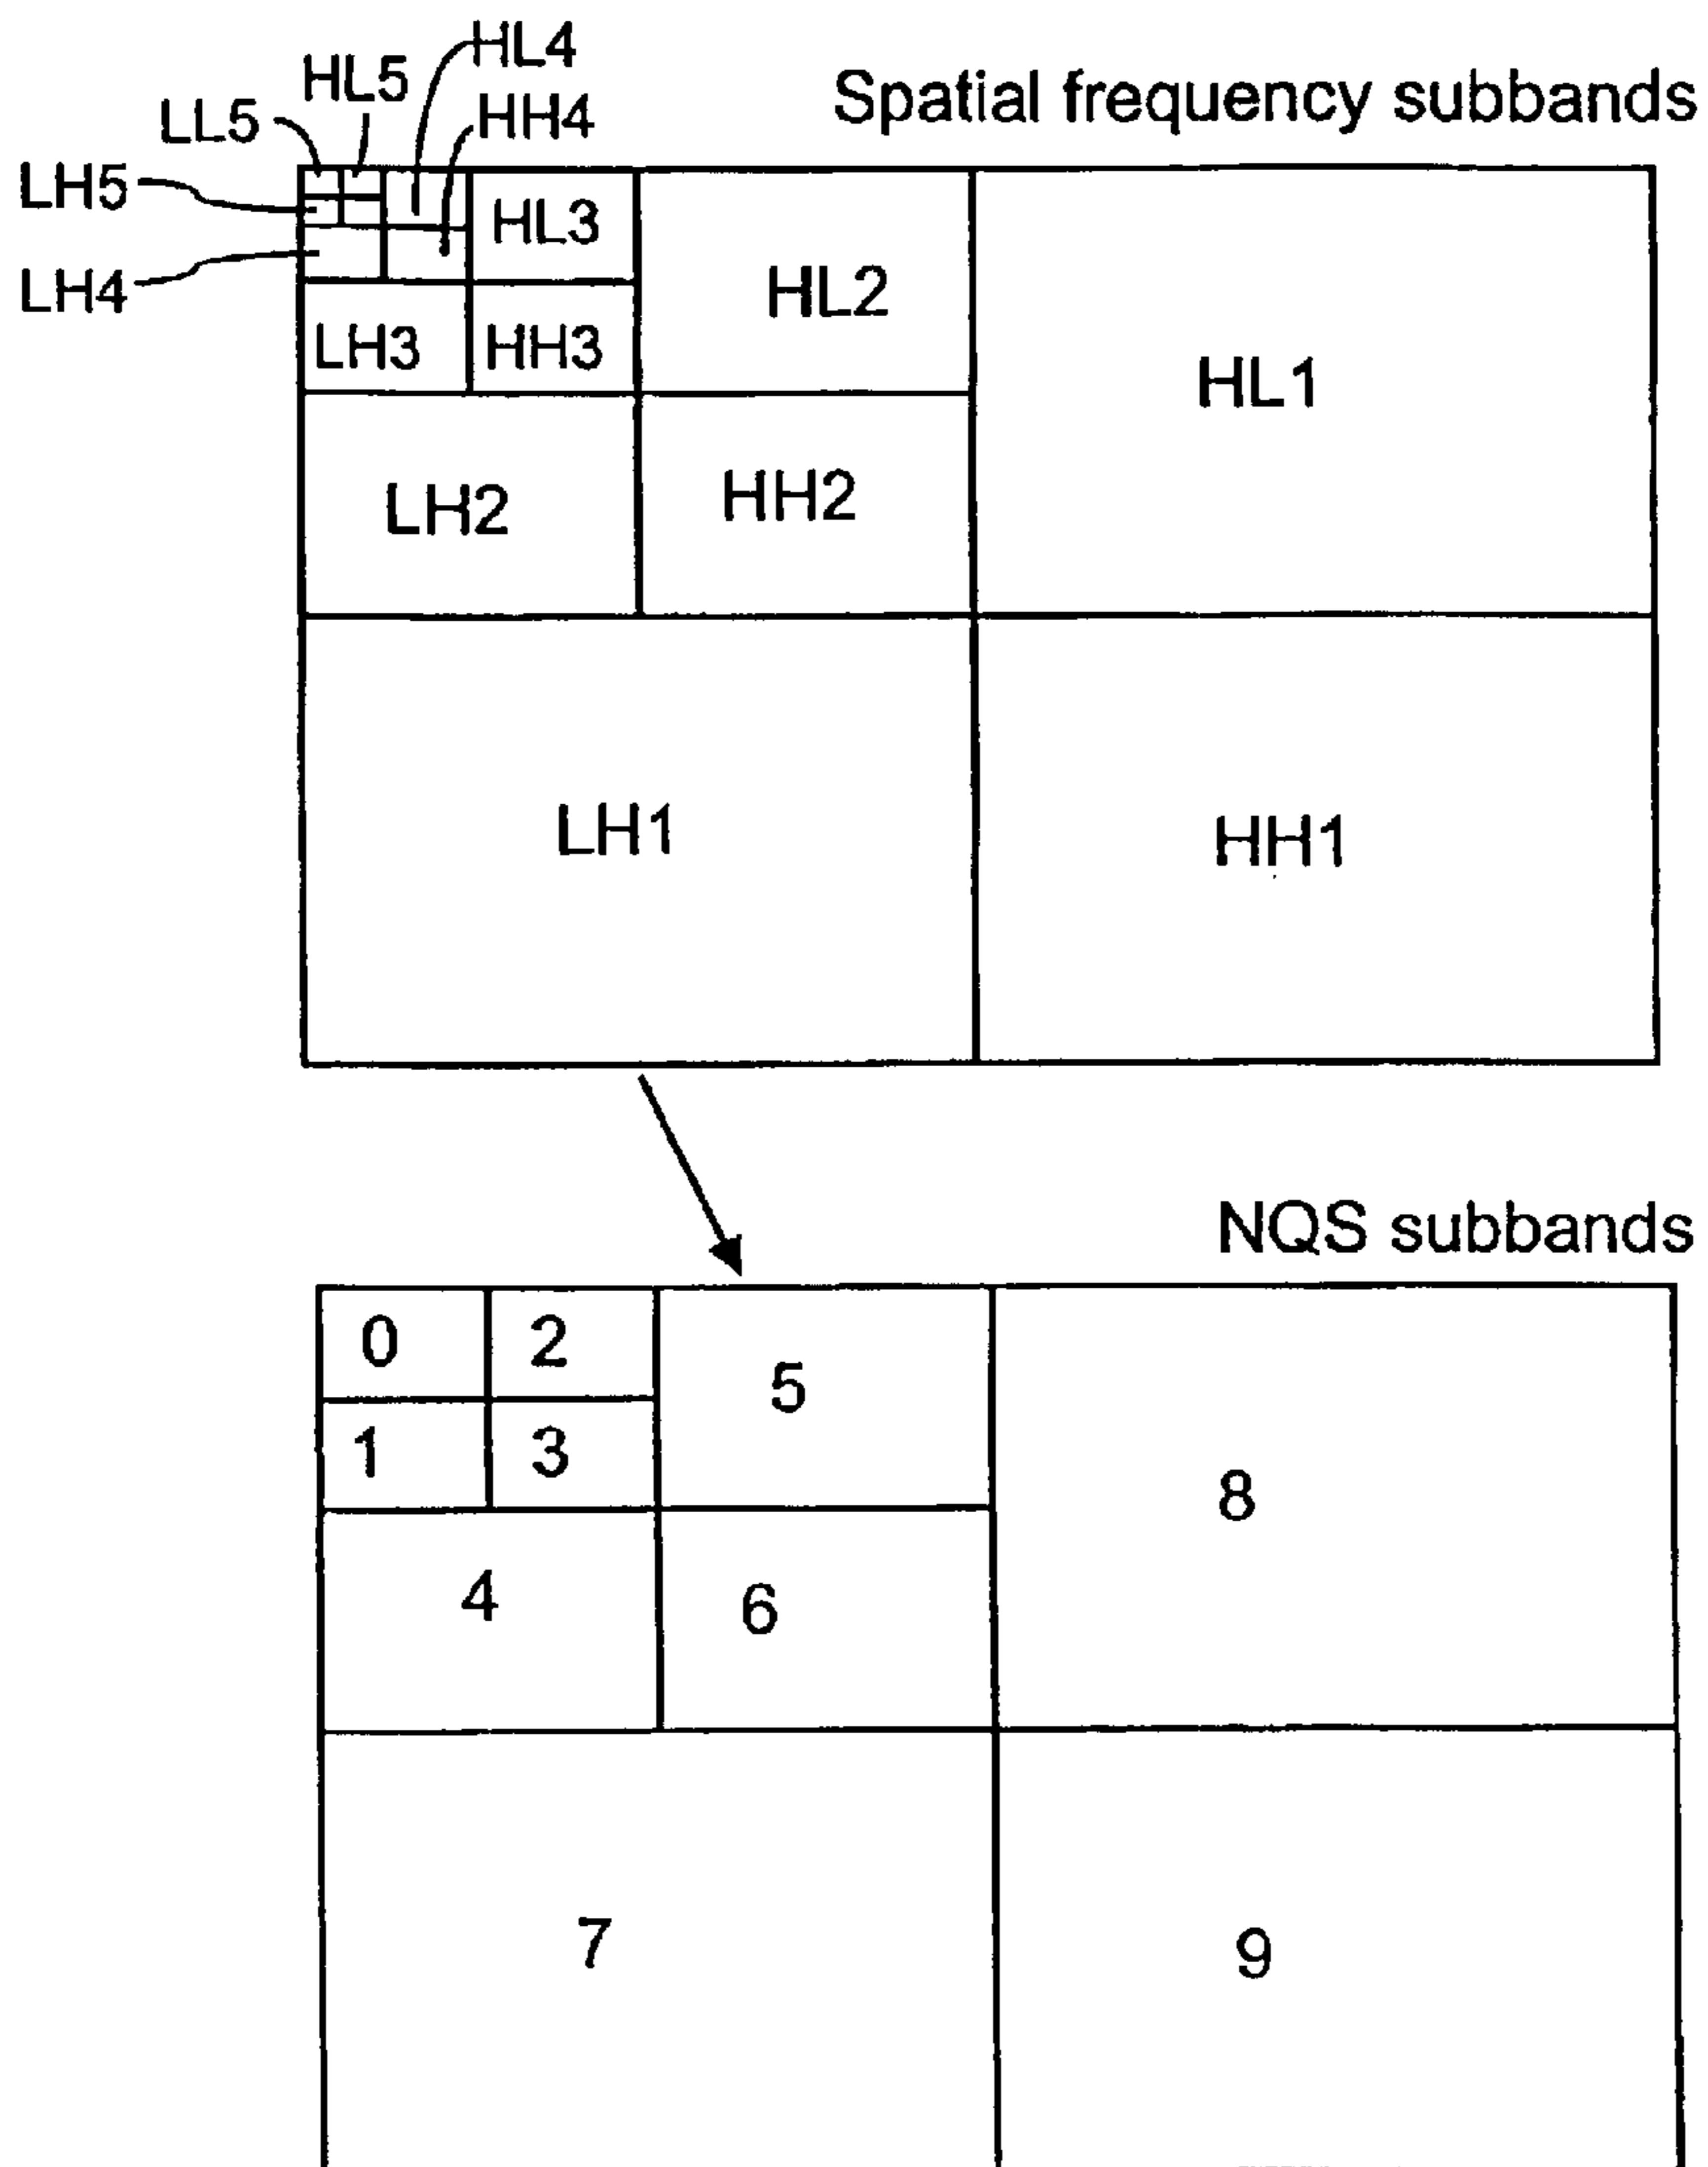 HL4
HL5
HH4
LL5
Spatial frequency subbands
LH5
HL3
LH4
HL2
LH3
HH3
HL1
LH2
HH2
LH1
HH1
NQS subbands
0
2
5
1
3
8
4
6
7
9